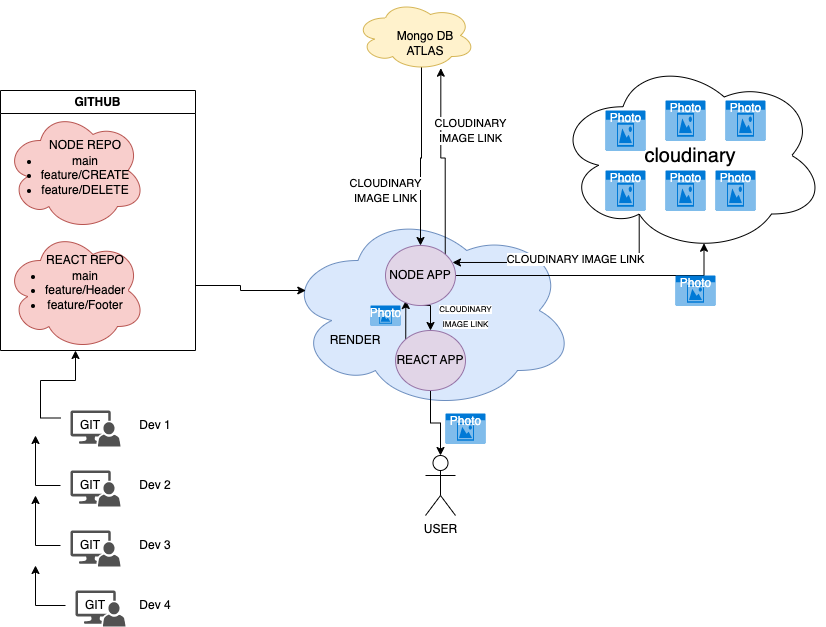 Mongo DB
ATLAS
GITHUB
NODE REPO
main
feature/CREATE
feature/DELETE
REACT REPO
main
feature/Header
feature/Footer
CLOUDINARY
IMAGE LINK
CLOUDINARY
IMAGE LINK
Photo
Photo
Photo
cloudinary
Photo
Photo
Photo
CLOUDINARY IMAGE LINK
NODE APP
Photo
Photo
CLOUDINARY
IMAGE LINK
RENDER
REACT APP
Photo
USER
GIT
Dev 1
GIT
Dev 2
GIT
Dev 3
GIT
Dev 4